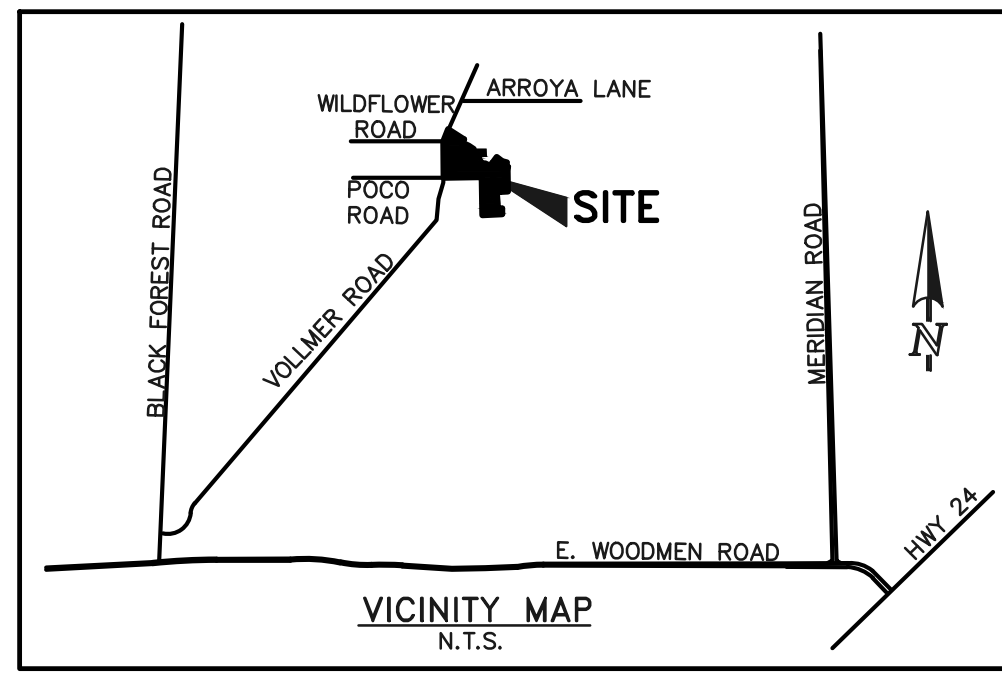 ARROYA LANE
WILDFLOWER
ROAD
POCO
ROAD
SITE
BLACK FOREST ROAD
VOLLMER ROAD
MERIDIAN ROAD
N
HWY 24
E. WOODMEN ROAD
VICINITY MAP
N.T.S.